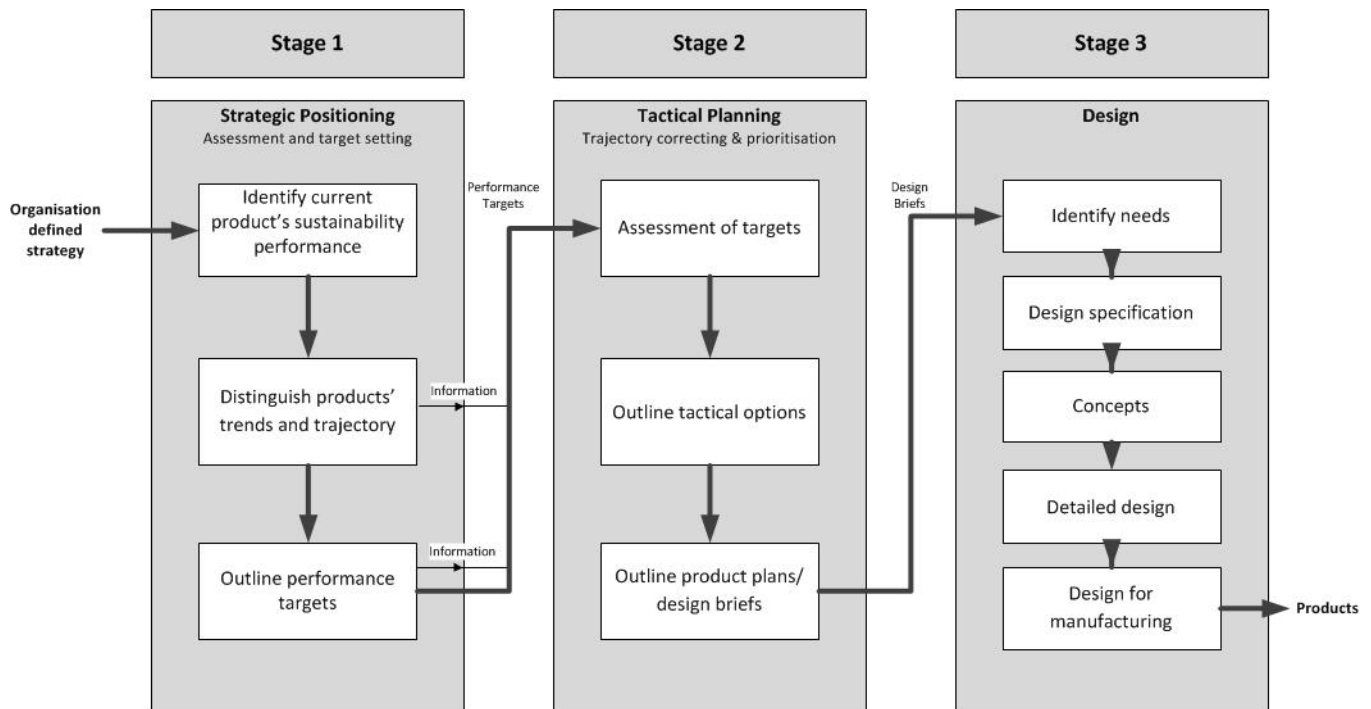 Stage 1
Stage 2
Stage 3
Organisation
defined
strategy
Strategic Positioning
Assessment and target setting
Identify current
product's sustainability
performance
Distinguish products'
trends and trajectory
Outline performance
targets
Information
Information
Performance
Targets
Tactical Planning
Trajectory correcting & prioritisation
Assessment of targets
Outline tactical options
Outline product plans/
design briefs
Design
Briefs
Design
Identify needs
Design specification
Concepts
Detailed design
Design for
manufacturing
Products